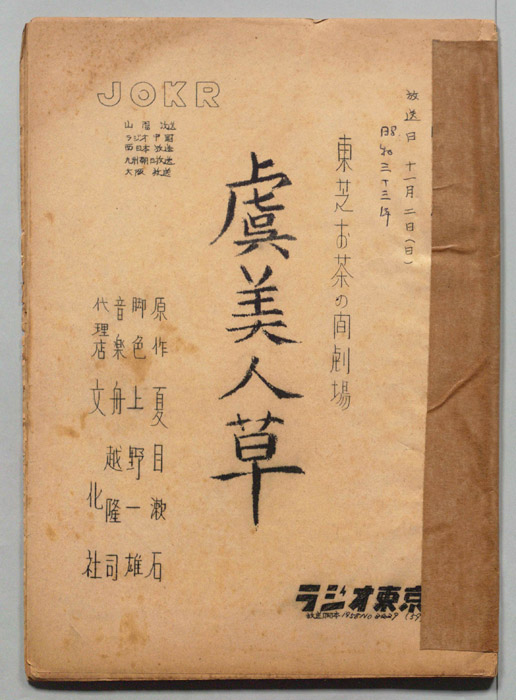 放送日 十一月二日(日)
昭和三十三年
東芝お茶の間劇場
虞美人草
JOKR
山陽放送
ラジオ中国
西日本放送
九州朝日放送
大阪放送
原作 夏目漱石
脚色 上野一雄
音楽 舟越隆司
代理店 文化社
ラジオ東京